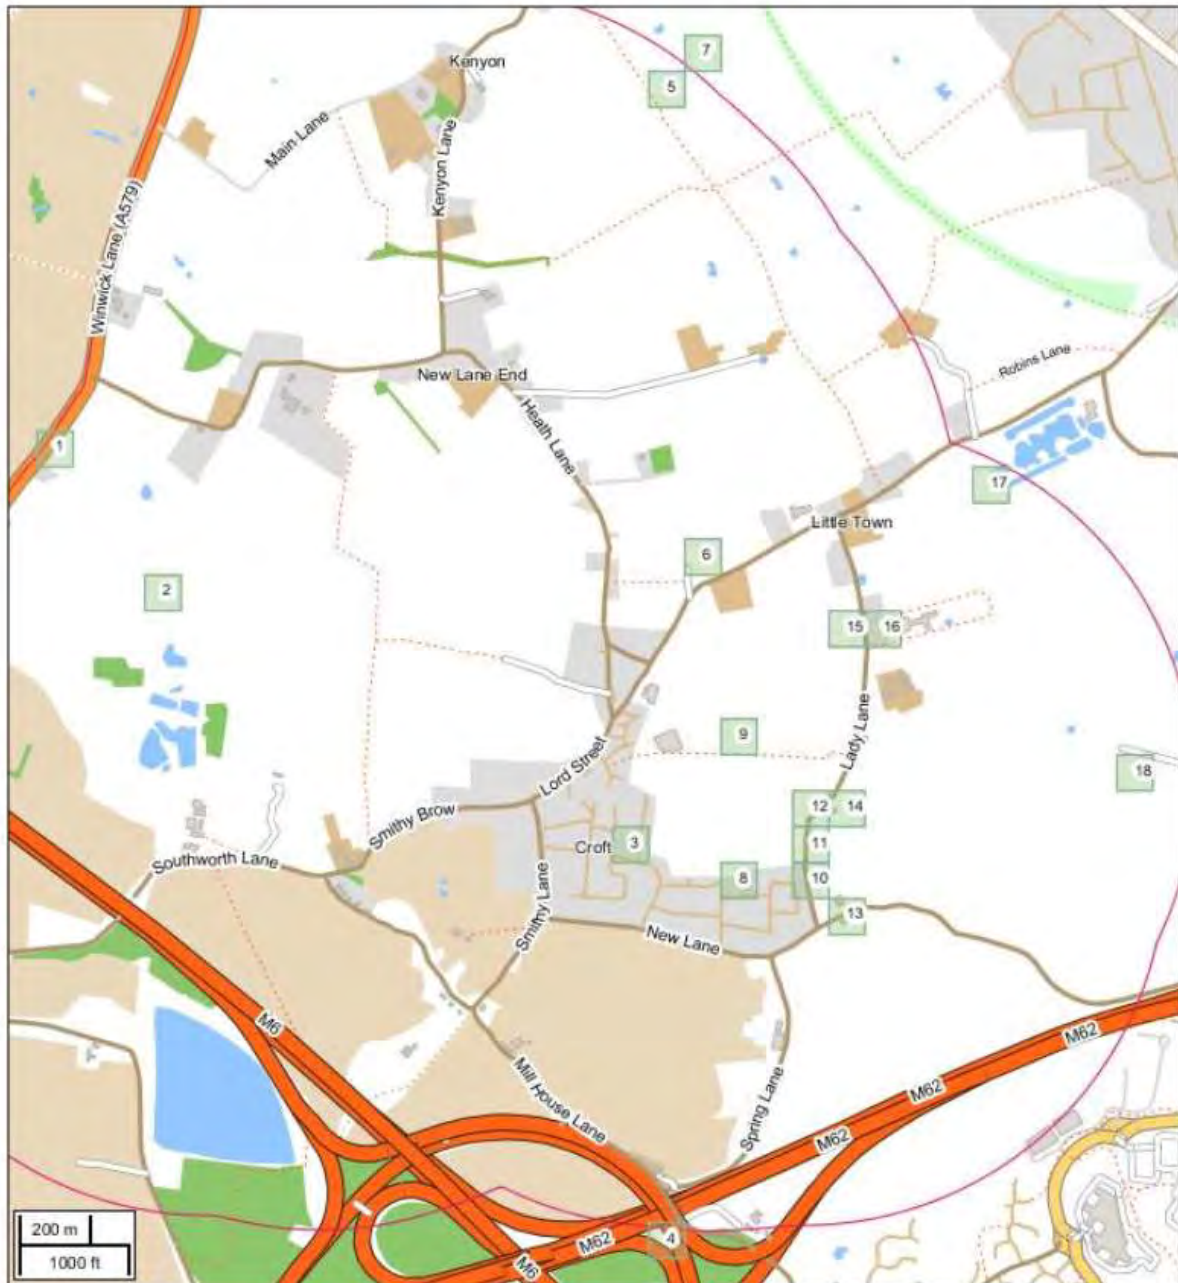 7
Kenyon
5
Main Lane
Kenyon Lane
Winwick Lane (A579)
New Lane End
Robins Lane
Heath Lane
1
17
Little Town
6
2
15
16
Lady Lane
9
Lord Street
18
12
14
Smithy Brow
Croft
3
11
Southworth Lane
8
10
Smithy Lane
13
New Lane
M6
M62
Mill House Lane
Spring Lane
M62
M62
200 m
1000 ft
4
M62
M6